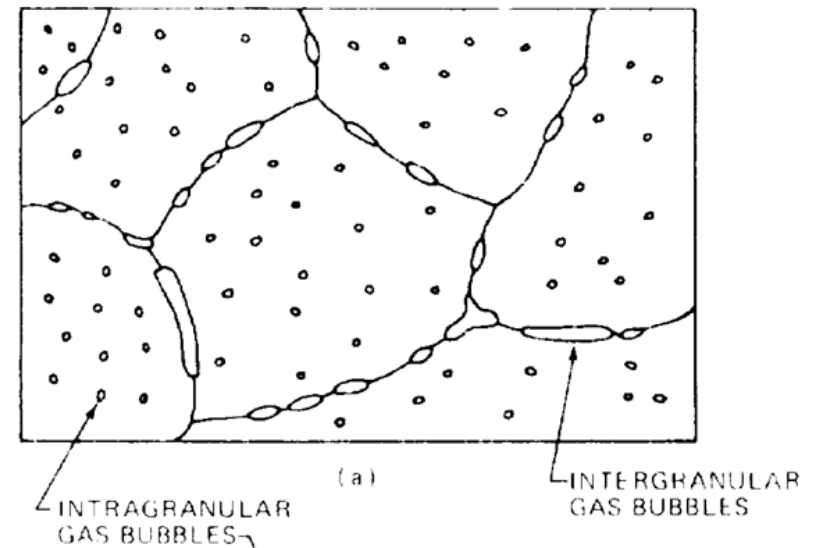 (a)
INTRAGRANULAR
GAS BUBBLES
INTERGRANULAR
GAS BUBBLES